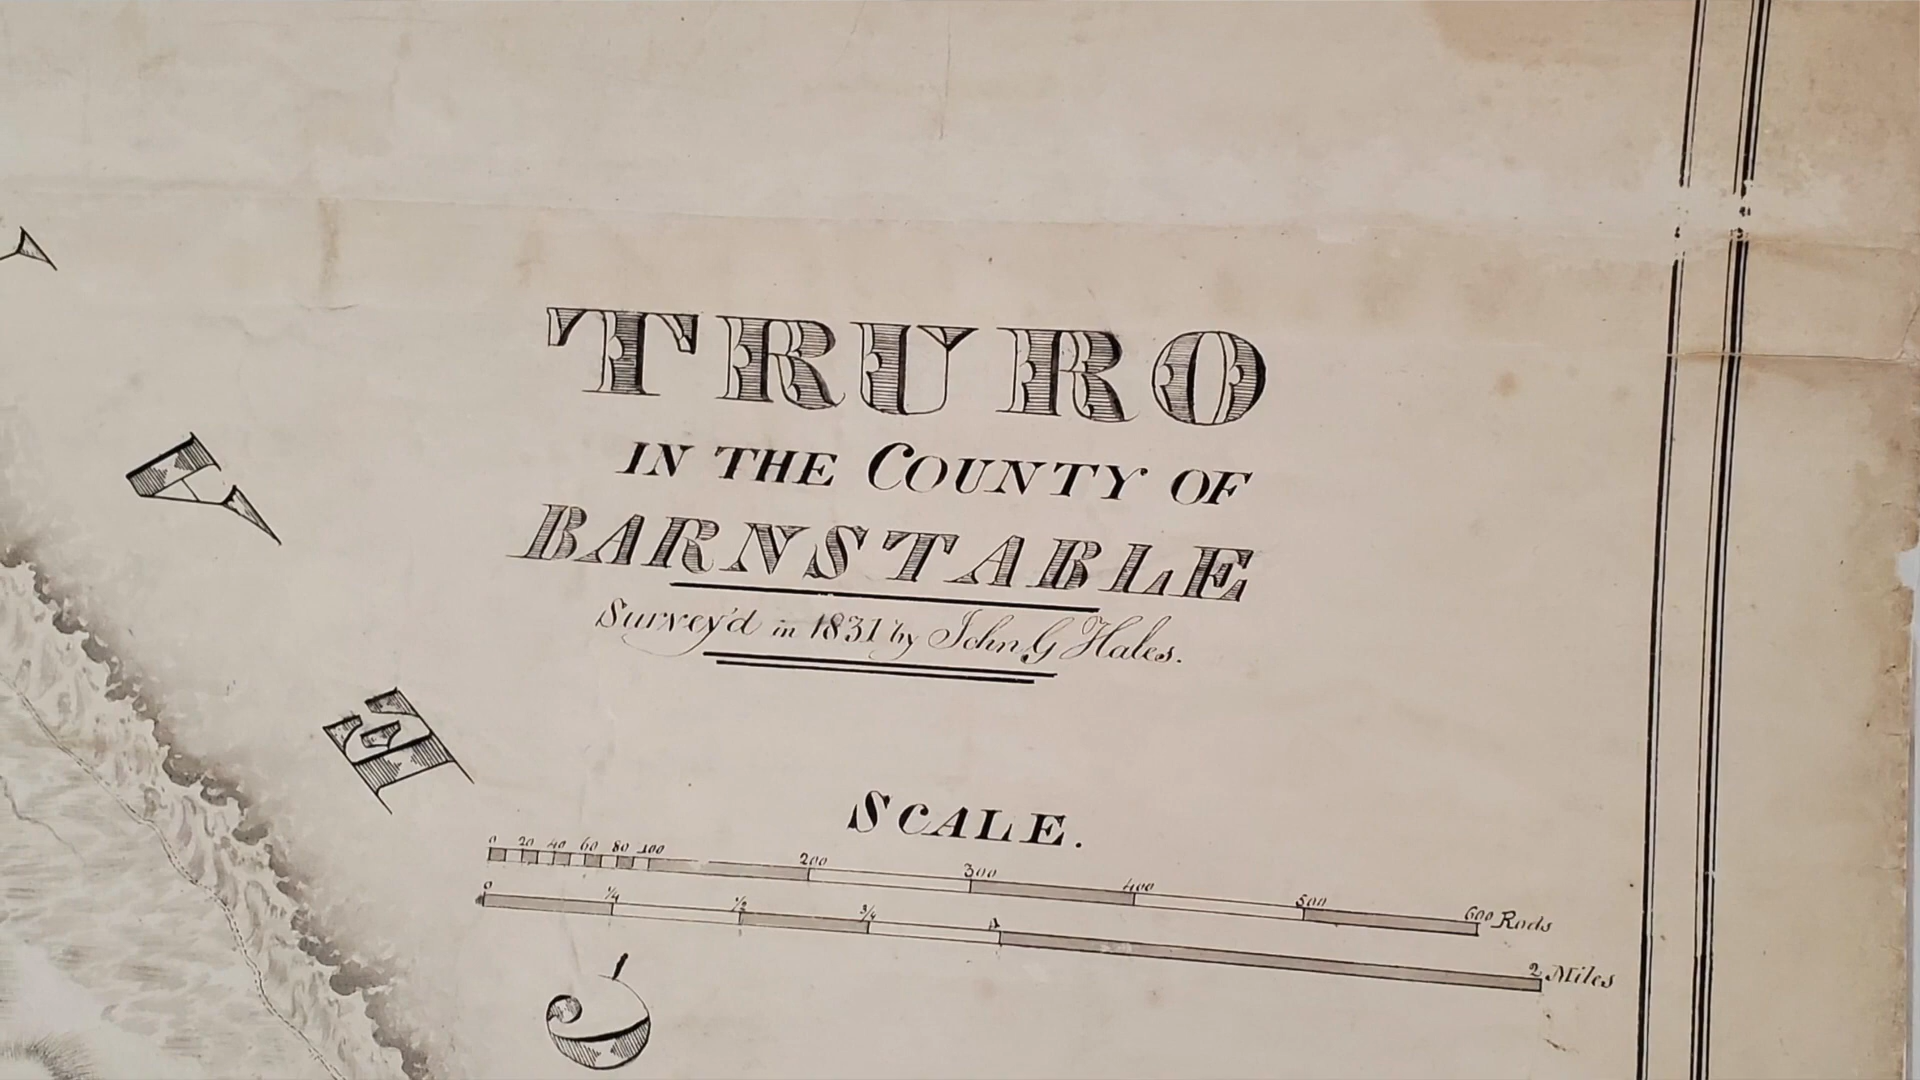 TRURO
IN THE COUNTY OF
BARNSTABLE
Survey'd in 1831 by John G Hales.
SCALE.
0 20 40 60 80 100 200 300 400 500 600 Rods
0 1/4 1/2 3/4 1 2 Miles
A
E
C